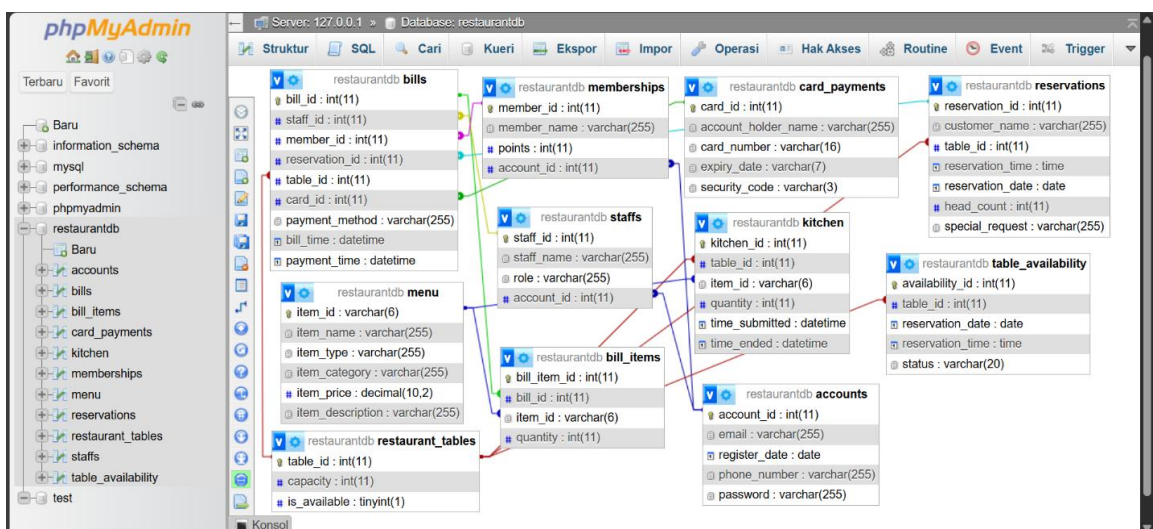 phpMyAdmin
Terbaru Favorit
Baru
information_schema
mysql
performance_schema
phpmyadmin
restaurantdb
Baru
accounts
bills
bill_items
card_payments
kitchen
memberships
menu
reservations
restaurant_tables
staffs
table_availability
test
Server: 127.0.0.1 » Database: restaurantdb
Struktur SQL Cari Kueri Ekspor Impor Operasi Hak Akses Routine Event Trigger
restaurantdb bills
bill_id : int(11)
staff_id : int(11)
member_id : int(11)
reservation_id : int(11)
table_id : int(11)
card_id : int(11)
payment_method : varchar(255)
bill_time : datetime
payment_time : datetime
restaurantdb memberships
member_id : int(11)
member_name : varchar(255)
points : int(11)
account_id : int(11)
restaurantdb card_payments
card_id : int(11)
account_holder_name : varchar(255)
card_number : varchar(16)
expiry_date : varchar(7)
security_code : varchar(3)
restaurantdb reservations
reservation_id : int(11)
customer_name : varchar(255)
table_id : int(11)
reservation_time : time
reservation_date : date
head_count : int(11)
special_request : varchar(255)
restaurantdb staffs
staff_id : int(11)
staff_name : varchar(255)
role : varchar(255)
account_id : int(11)
restaurantdb kitchen
kitchen_id : int(11)
table_id : int(11)
item_id : varchar(6)
quantity : int(11)
time_submitted : datetime
time_ended : datetime
restaurantdb table_availability
availability_id : int(11)
table_id : int(11)
reservation_date : date
reservation_time : time
status : varchar(20)
restaurantdb menu
item_id : varchar(6)
item_name : varchar(255)
item_type : varchar(255)
item_category : varchar(255)
item_price : decimal(10,2)
item_description : varchar(255)
restaurantdb bill_items
bill_item_id : int(11)
bill_id : int(11)
item_id : varchar(6)
quantity : int(11)
restaurantdb accounts
account_id : int(11)
email : varchar(255)
register_date : date
phone_number : varchar(255)
password : varchar(255)
restaurantdb restaurant_tables
table_id : int(11)
capacity : int(11)
is_available : tinyint(1)
Konsol